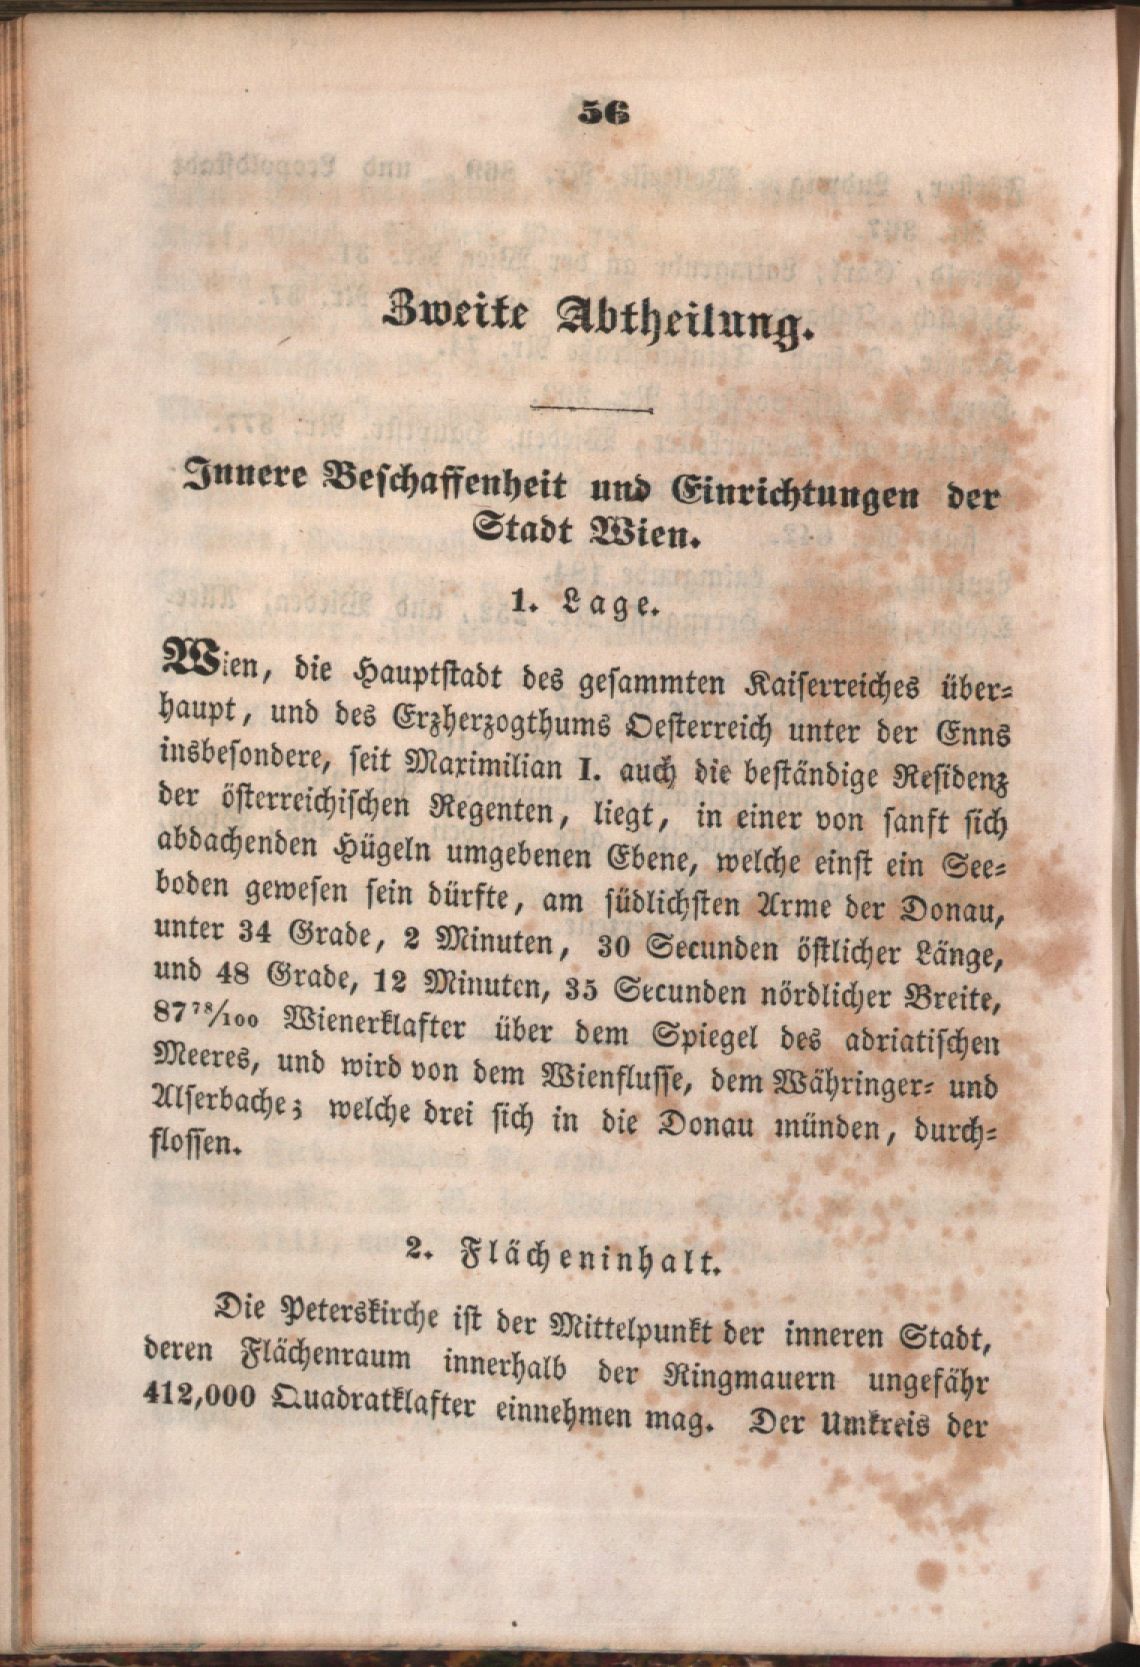 56
Zweite Abtheilung.
Innere Beschaffenheit und Einrichtungen der
Stadt Wien.
1. Lage.
Wien, die Hauptstadt des gesammten Kaiserreiches über-
haupt, und des Erzherzogthums Oesterreich unter der Enns
insbesondere, seit Maximilian I. auch die beständige Residenz
der österreichischen Regenten, liegt, in einer von sanft sich
abdachenden Hügeln umgebenen Ebene, welche einst ein See-
boden gewesen sein dürfte, am südlichsten Arme der Donau,
unter 34 Grade, 2 Minuten, 30 Secunden östlicher Länge,
und 48 Grade, 12 Minuten, 35 Secunden nördlicher Breite,
87 78/100 Wienerklafter über dem Spiegel des adriatischen
Meeres, und wird von dem Wienflusse, dem Währinger- und
Alserbache; welche drei sich in die Donau münden, durch-
flossen.
2. Flächeninhalt.
Die Peterskirche ist der Mittelpunkt der inneren Stadt,
deren Flächenraum innerhalb der Ringmauern ungefähr
412,000 Quadratklafter einnehmen mag. Der Umkreis der